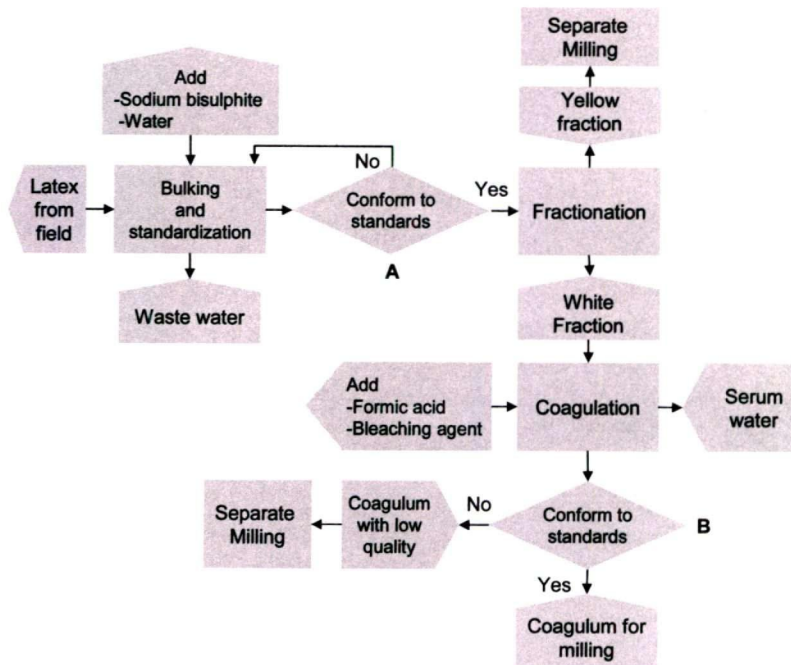 Separate
Milling
Yellow
fraction
Add
-Sodium bisulphite
-Water
No
Latex
from
field
Bulking
and
standardization
Conform to
standards
Yes
Fractionation
A
Waste water
White
Fraction
Add
-Formic acid
-Bleaching agent
Coagulation
Serum
water
Separate
Milling
Coagulum
with low
quality
No
Conform to
standards
B
Yes
Coagulum for
milling